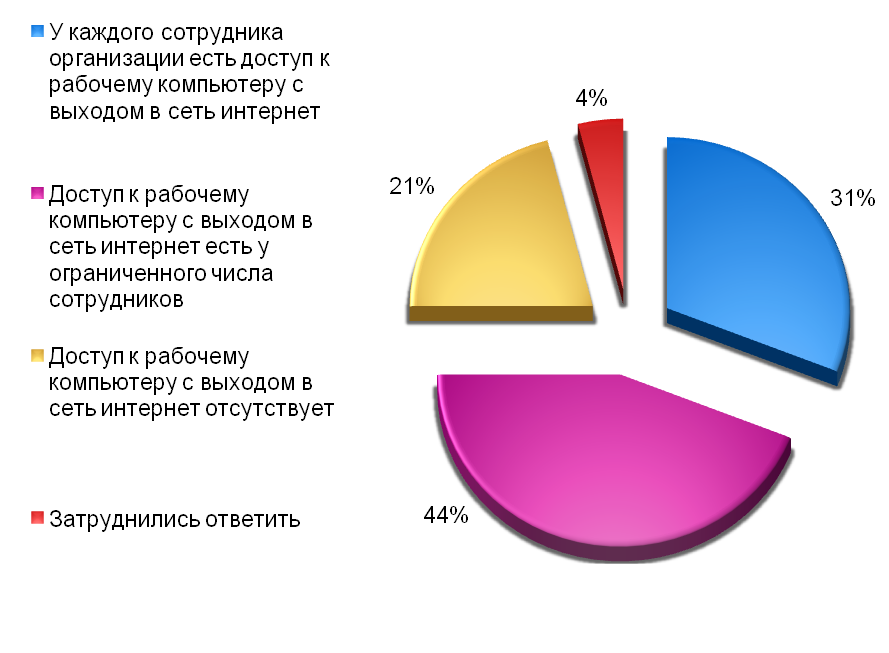 У каждого сотрудника
организации есть доступ к
рабочему компьютеру с
выходом в сеть интернет
Доступ к рабочему
компьютеру с выходом в
сеть интернет есть у
ограниченного числа
сотрудников
Доступ к рабочему
компьютеру с выходом в
сеть интернет отсутствует
Затруднились ответить
4%
21%
31%
44%